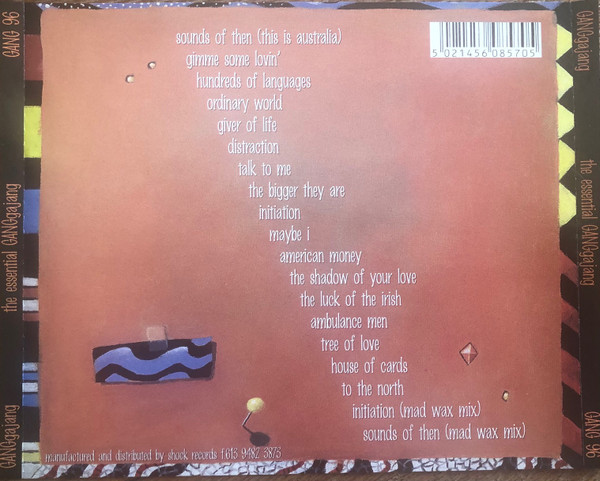 sounds of then (this is australia)
gimme some lovin'
hundreds of languages
ordinary world
giver of life
distraction
talk to me
the bigger they are
initiation
maybe i
american money
the shadow of your love
the luck of the irish
ambulance men
tree of love
house of cards
to the north
initiation (mad wax mix)
sounds of then (mad wax mix)
manufactured and distributed by shock records f.613 9482 3873
5 021456 085705
GANGgajang the essential GANGgajang GANG 96
GANGgajang the essential GANGgajang GANG 96